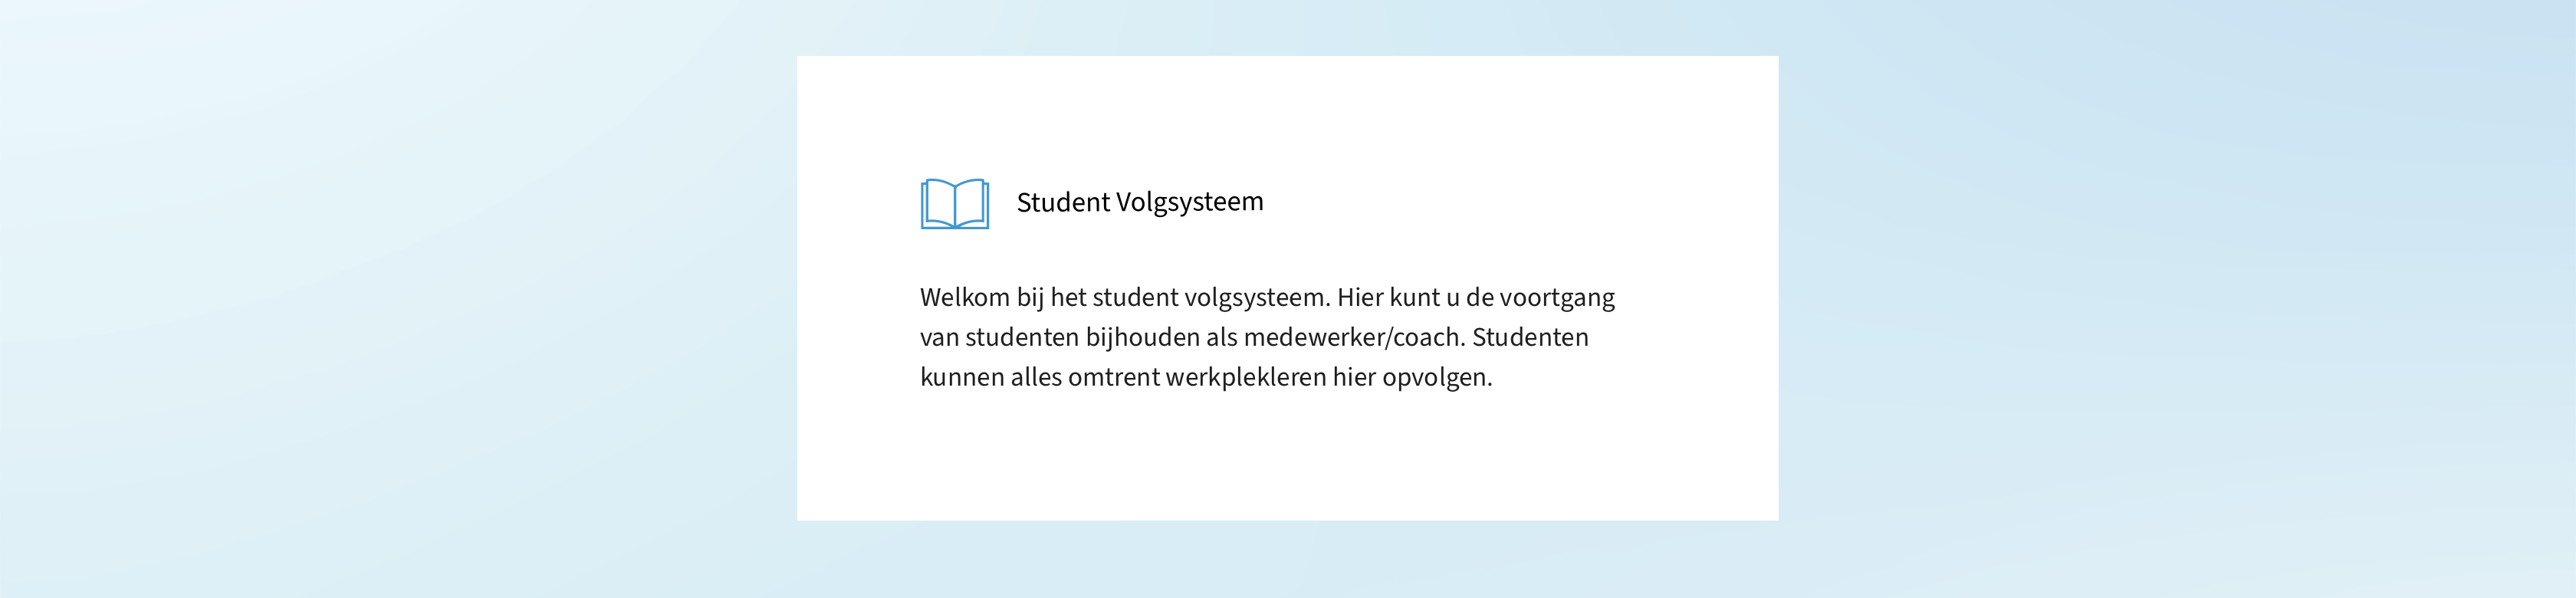 Student Volgsysteem
Welkom bij het student volgsysteem. Hier kunt u de voortgang
van studenten bijhouden als medewerker/coach. Studenten
kunnen alles omtrent werkplekleren hier opvolgen.